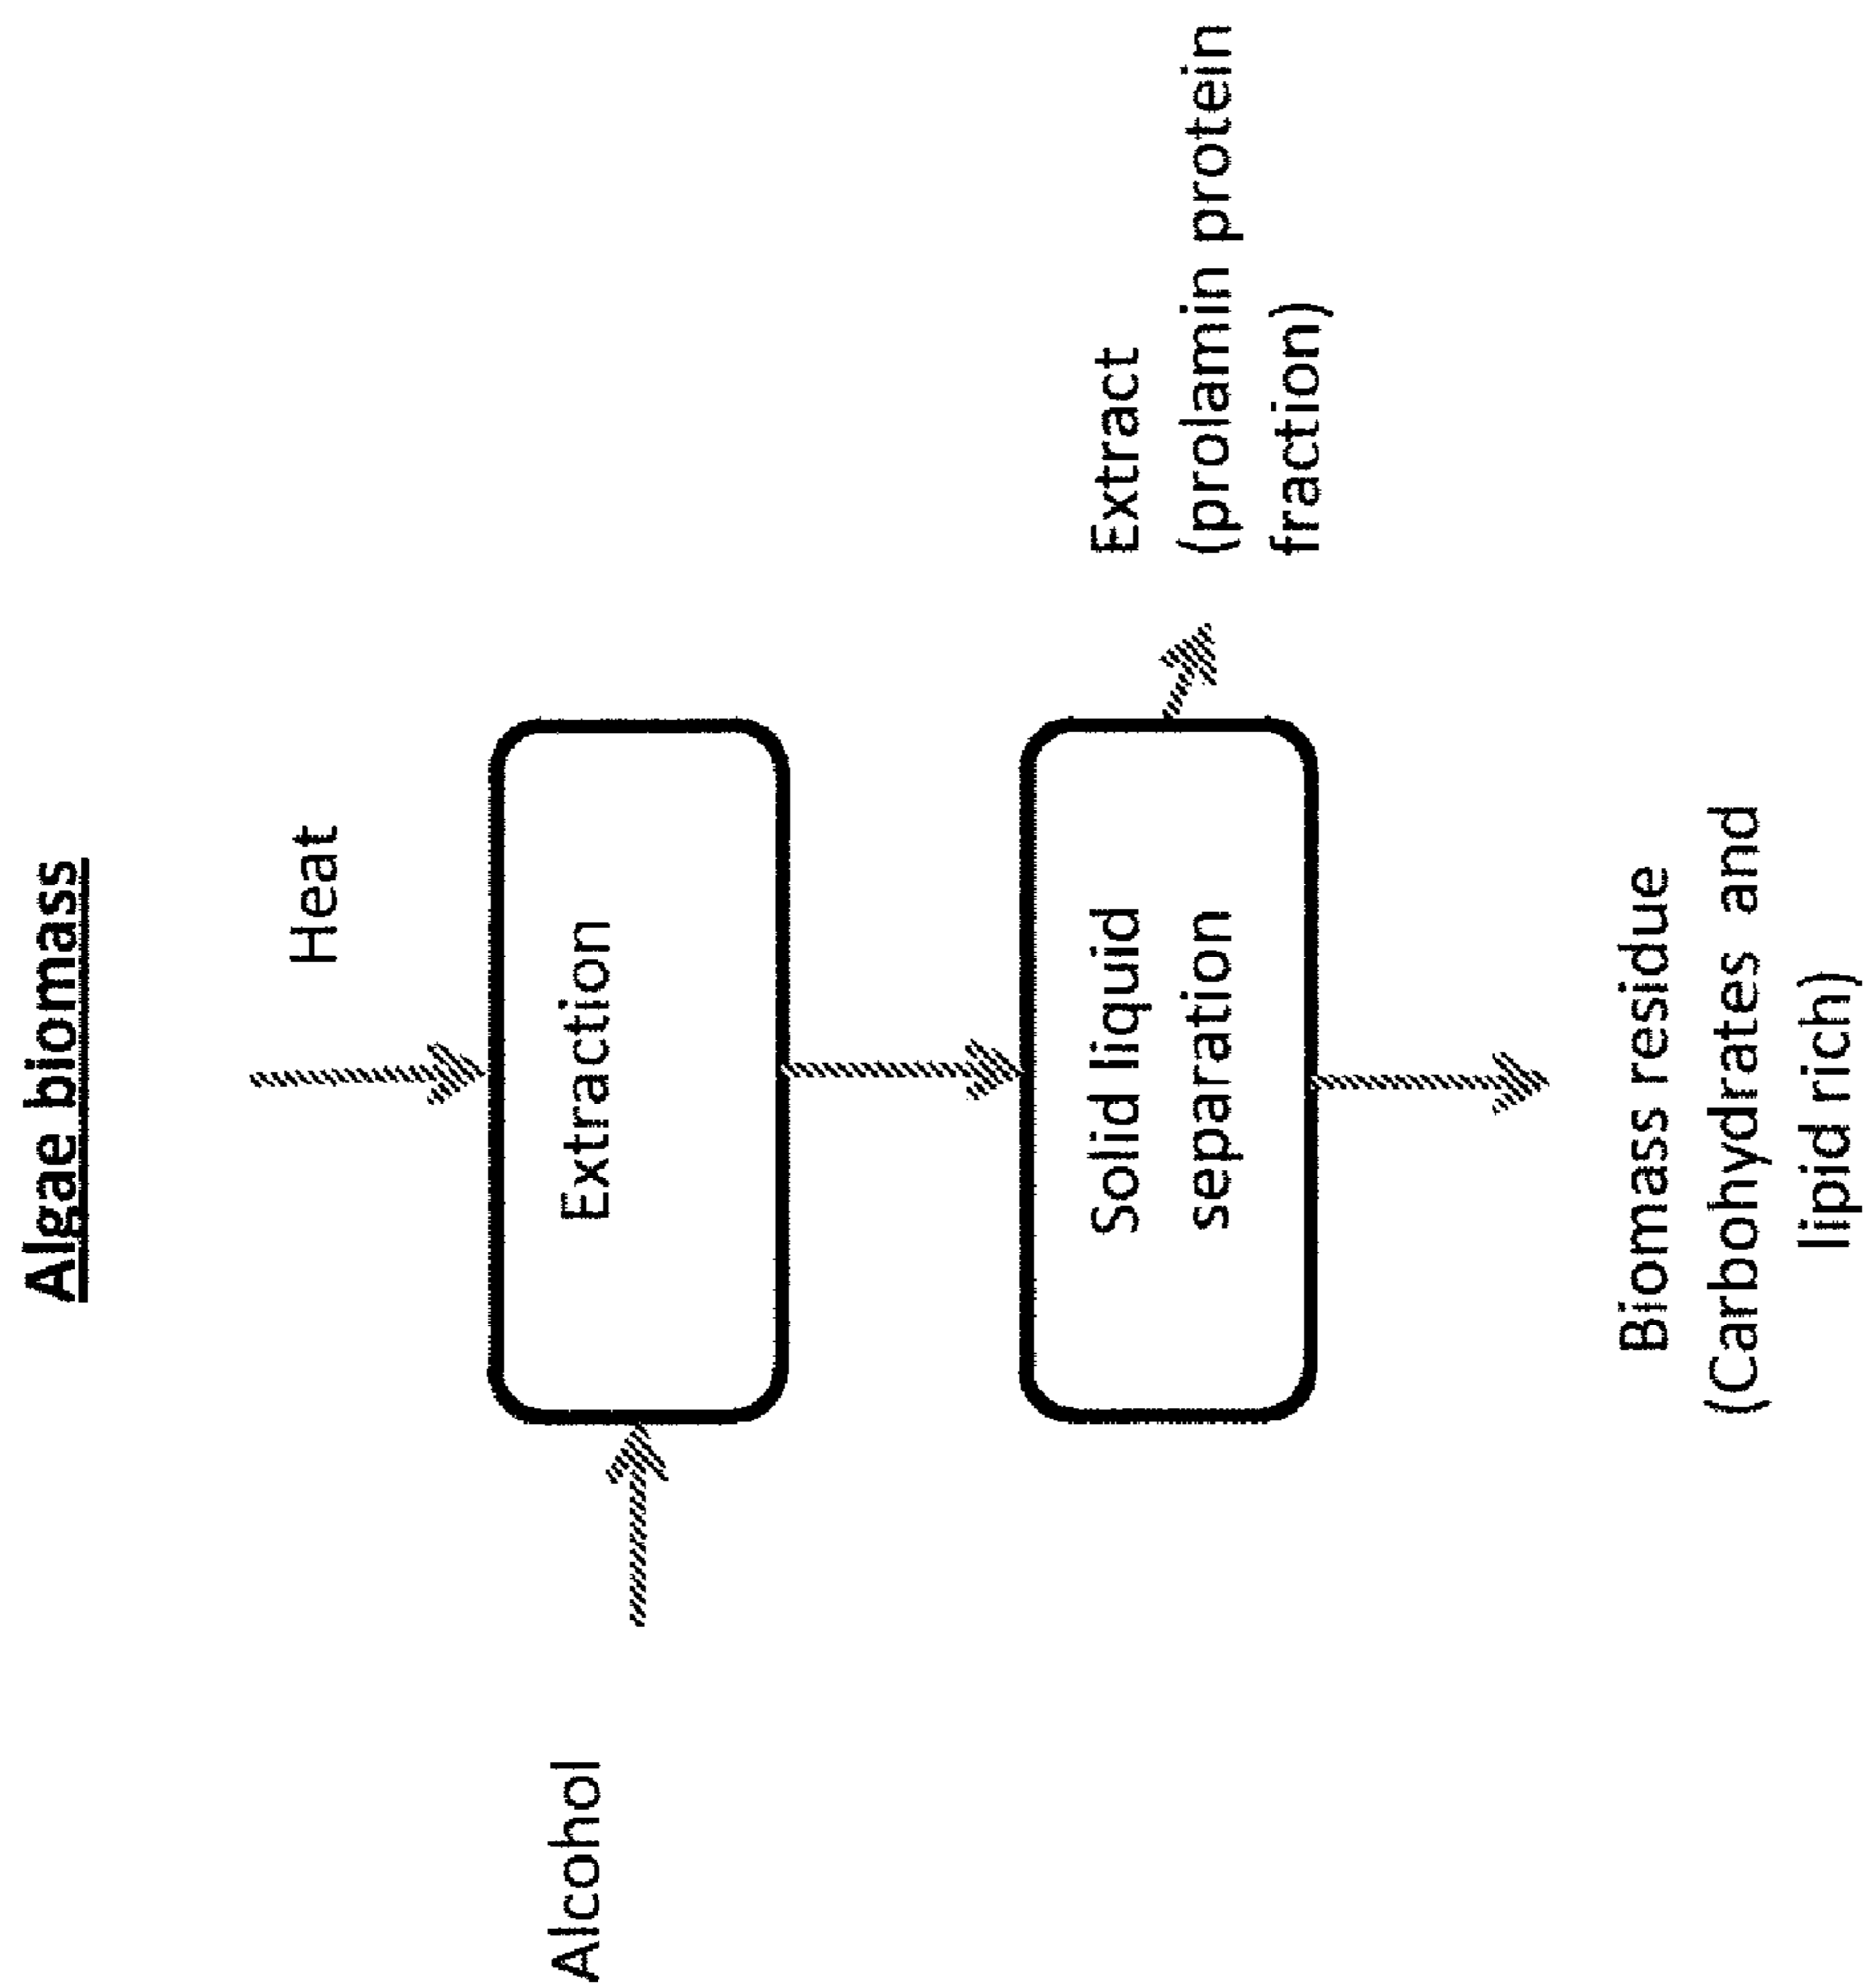 Algae biomass
Heat
Alcohol
Extraction
Solid liquid
separation
Extract
(prolamin protein
fraction)
Biomass residue
(Carbohydrates and
lipid rich)